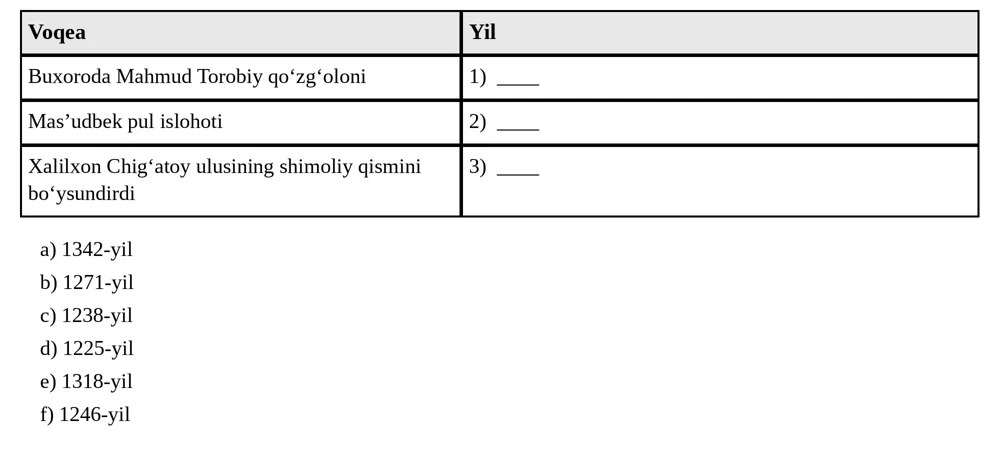 Voqea Yil
Buxoroda Mahmud Torobiy qo‘zg‘oloni 1) ____
Mas’udbek pul islohoti 2) ____
Xalilxon Chig‘atoy ulusining shimoliy qismini 3) ____
bo‘ysundirdi
a) 1342-yil
b) 1271-yil
c) 1238-yil
d) 1225-yil
e) 1318-yil
f) 1246-yil